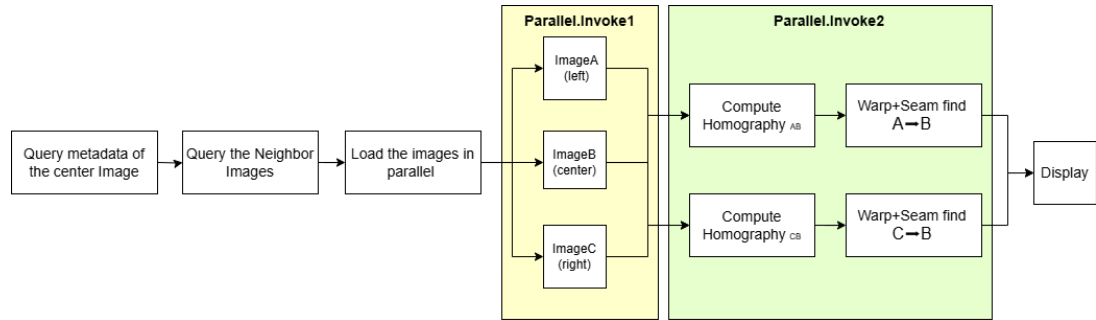 Parallel.Invoke1
Parallel.Invoke2
Query metadata of
the center Image
Query the Neighbor
Images
Load the images in
parallel
ImageA
(left)
ImageB
(center)
ImageC
(right)
Compute
Homography AB
Warp+Seam find
A→B
Compute
Homography CB
Warp+Seam find
C→B
Display